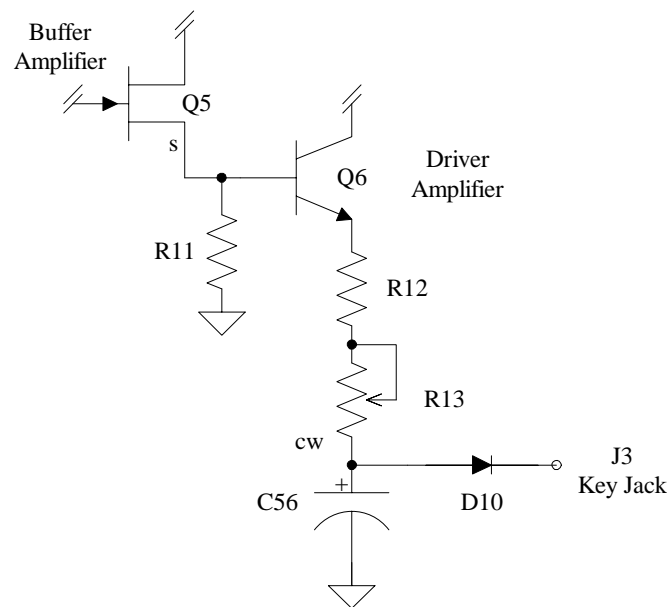 Buffer
Amplifier
Q5
s
Q6
Driver
Amplifier
R11
R12
R13
cw
+
C56
D10
J3
Key Jack